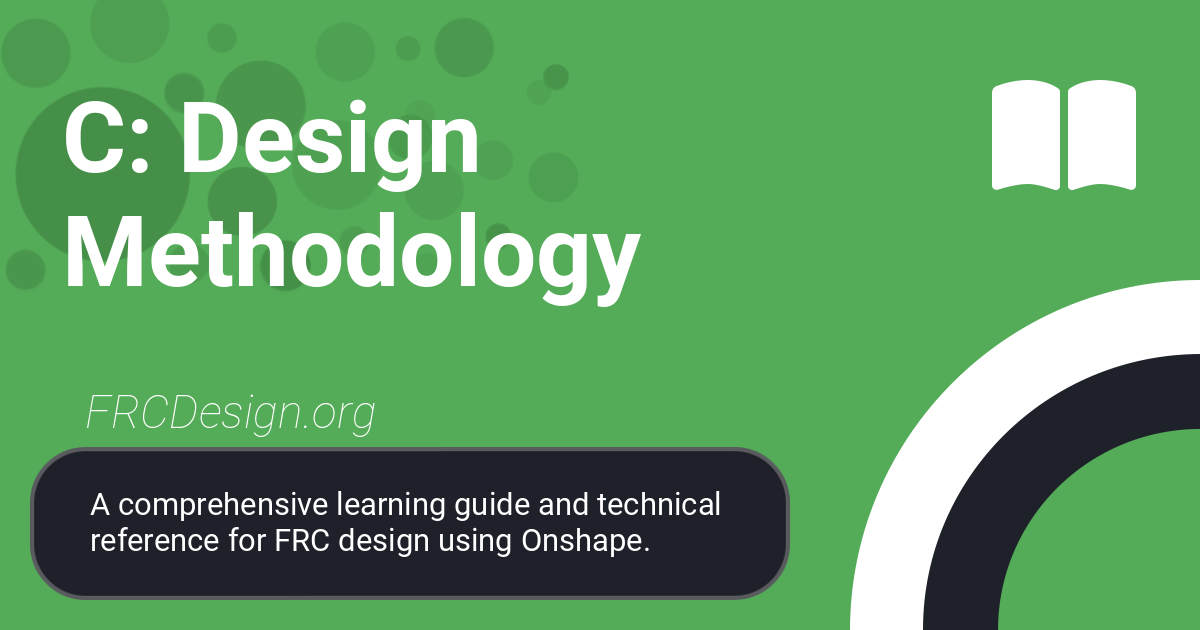 C: Design
Methodology
FRCDesign.org
A comprehensive learning guide and technical
reference for FRC design using Onshape.